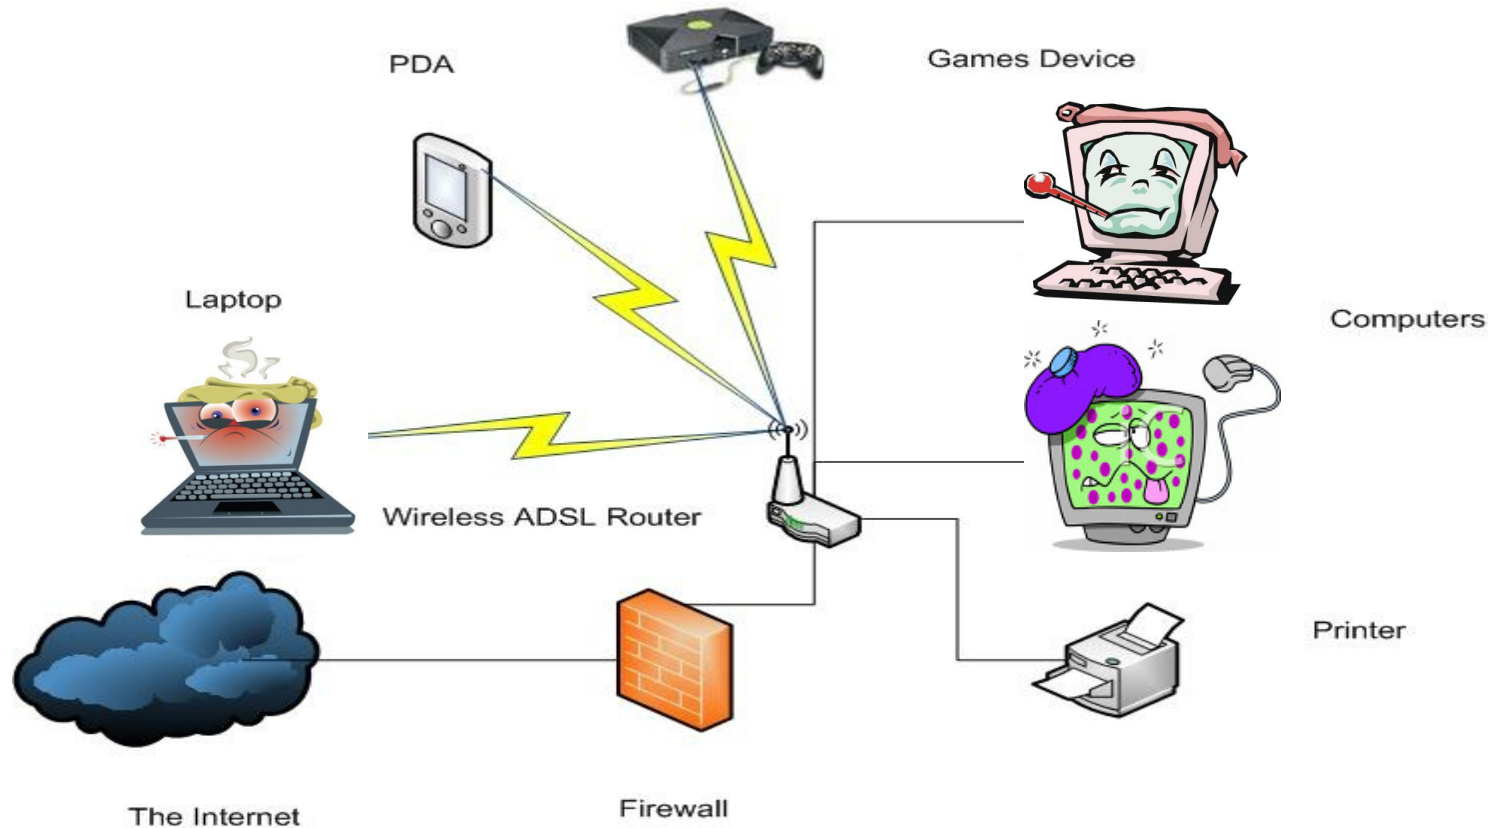 PDA
Games Device
Laptop
Computers
Wireless ADSL Router
Printer
The Internet
Firewall